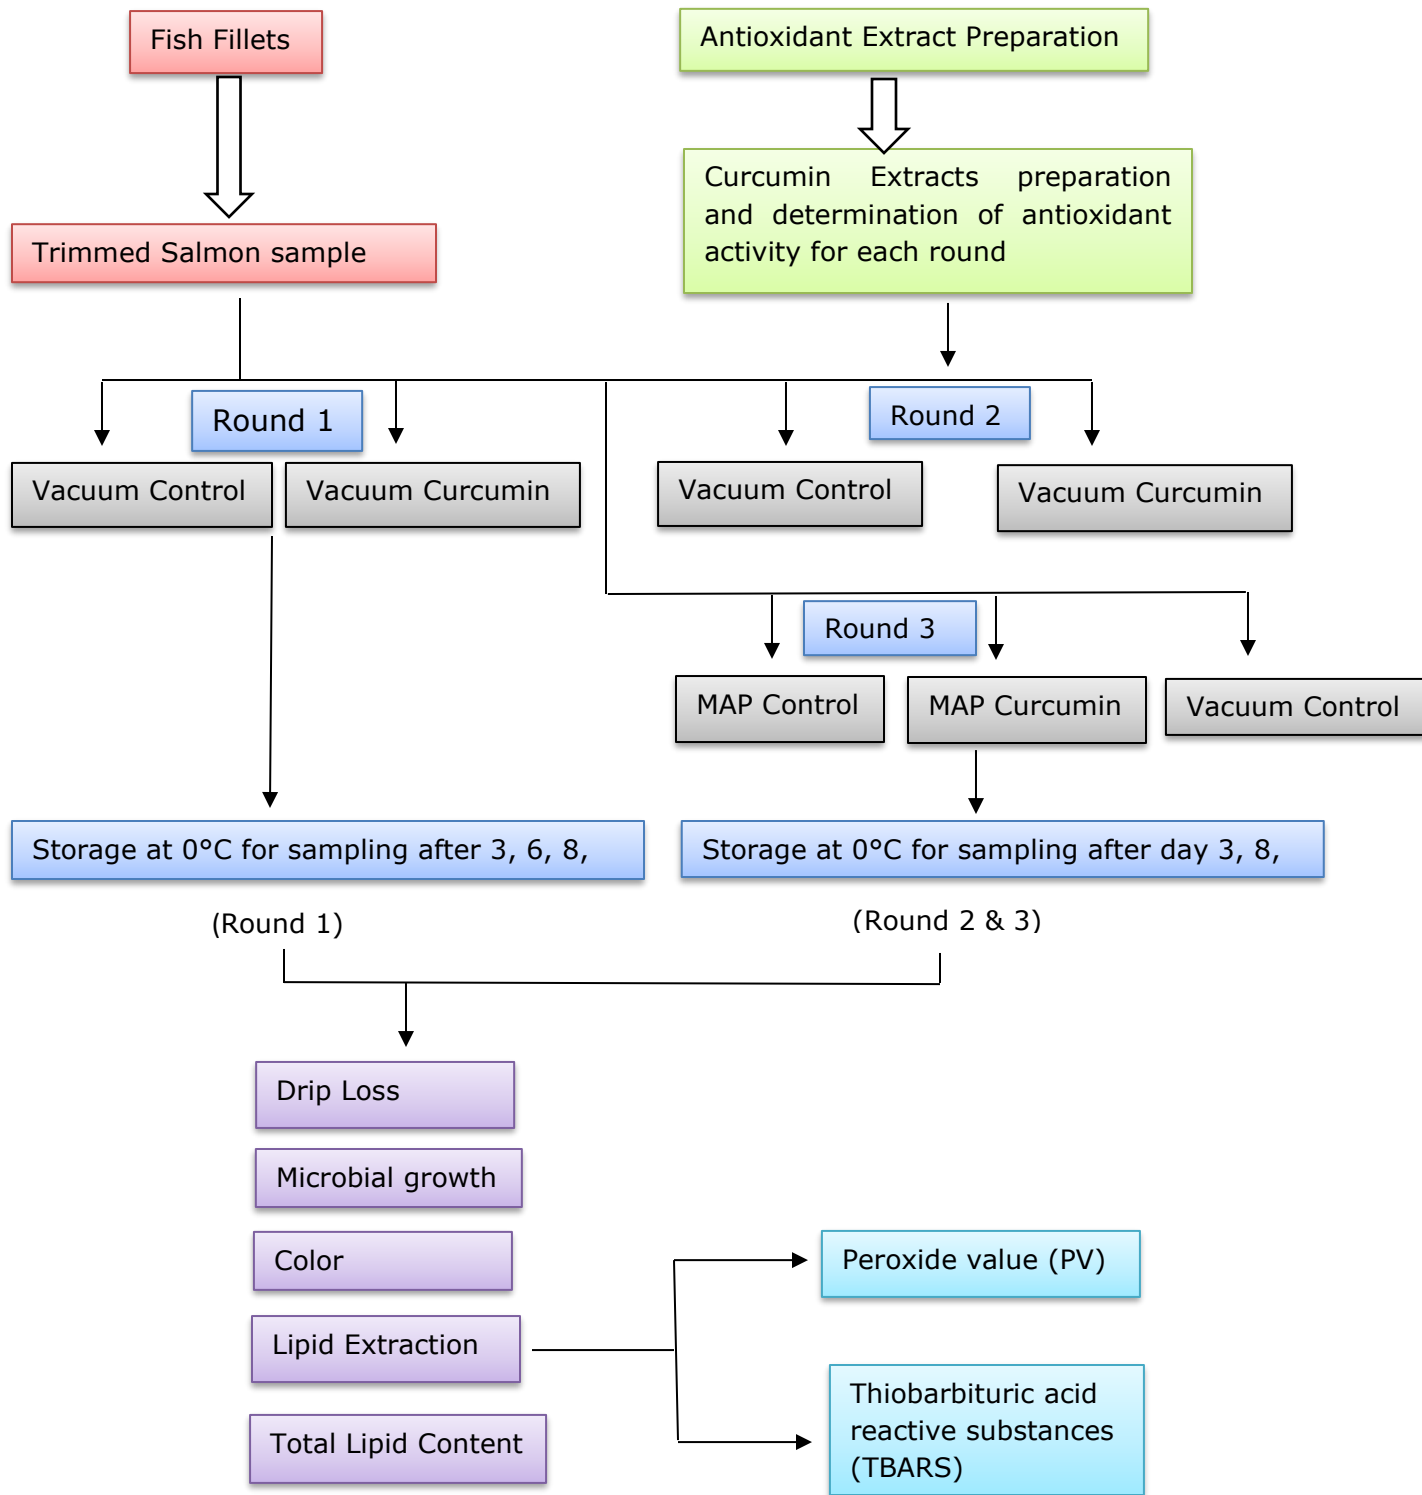 Fish Fillets
Antioxidant Extract Preparation
Curcumin Extracts preparation
and determination of antioxidant
activity for each round
Trimmed Salmon sample
Round 1
Round 2
Vacuum Control
Vacuum Curcumin
Vacuum Control
Vacuum Curcumin
Round 3
MAP Control
MAP Curcumin
Vacuum Control
Storage at 0°C for sampling after 3, 6, 8,
Storage at 0°C for sampling after day 3, 8,
(Round 1)
(Round 2 & 3)
Drip Loss
Microbial growth
Color
Lipid Extraction
Total Lipid Content
Peroxide value (PV)
Thiobarbituric acid
reactive substances
(TBARS)